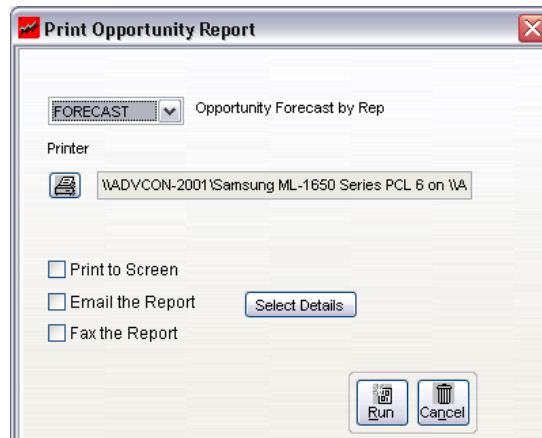 Print Opportunity Report
FORECAST Opportunity Forecast by Rep
Printer
\\ADVCON-2001\Samsung ML-1650 Series PCL 6 on \\A
Print to Screen
Email the Report Select Details
Fax the Report
Run Cancel